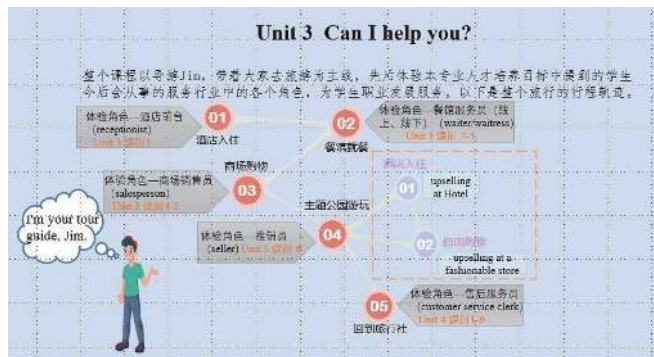 Unit 3 Can I help you?
整个课程以导游Jim，带着大家去旅游为主线，先后体验本专业人才培养目标中提到的学生
今后会从事的服务行业中的各个角色，为学生职业发展服务。以下是整个旅行的行程轨迹。
体验角色—酒店前台
(receptionist)
01
酒店入住
02
餐馆就餐
体验角色—餐馆服务员（线
上、线下） (waiter/waitress)
商场购物
体验角色—商场销售员
(salesperson)
03
酒店入住
01
upselling
at Hotel
主题公园游玩
体验角色—推销员
(seller)
04
02
自由购物
upselling at a
fashionable store
I'm your tour
guide, Jim.
05
回到旅行社
体验角色—售后服务员
(customer service clerk)